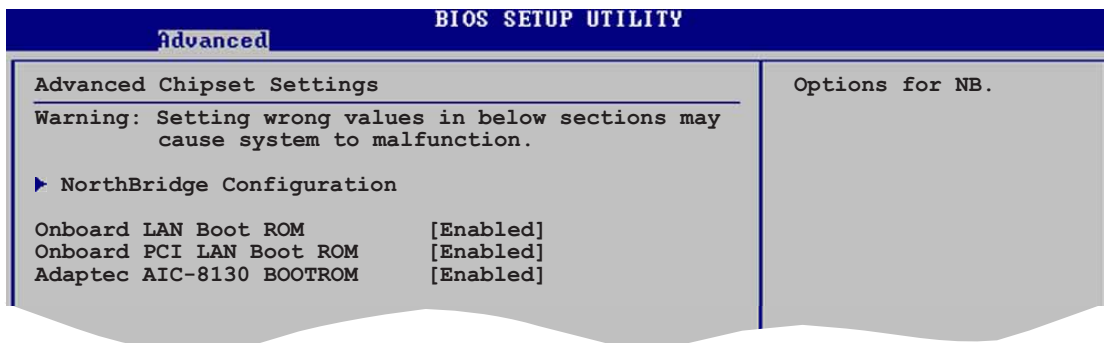 BIOS SETUP UTILITY
Advanced
Advanced Chipset Settings
Warning: Setting wrong values in below sections may
cause system to malfunction.
NorthBridge Configuration
Onboard LAN Boot ROM [Enabled]
Onboard PCI LAN Boot ROM [Enabled]
Adaptec AIC-8130 BOOTROM [Enabled]
Options for NB.